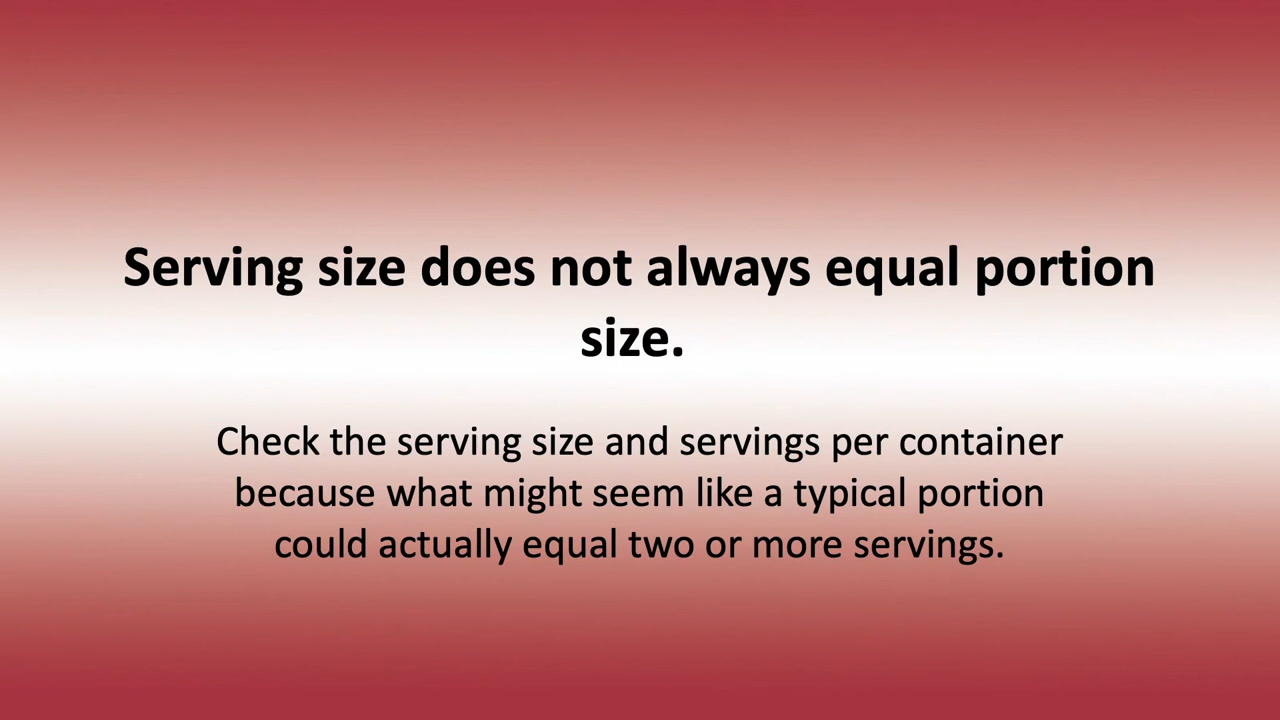 Serving size does not always equal portion
size.
Check the serving size and servings per container
because what might seem like a typical portion
could actually equal two or more servings.